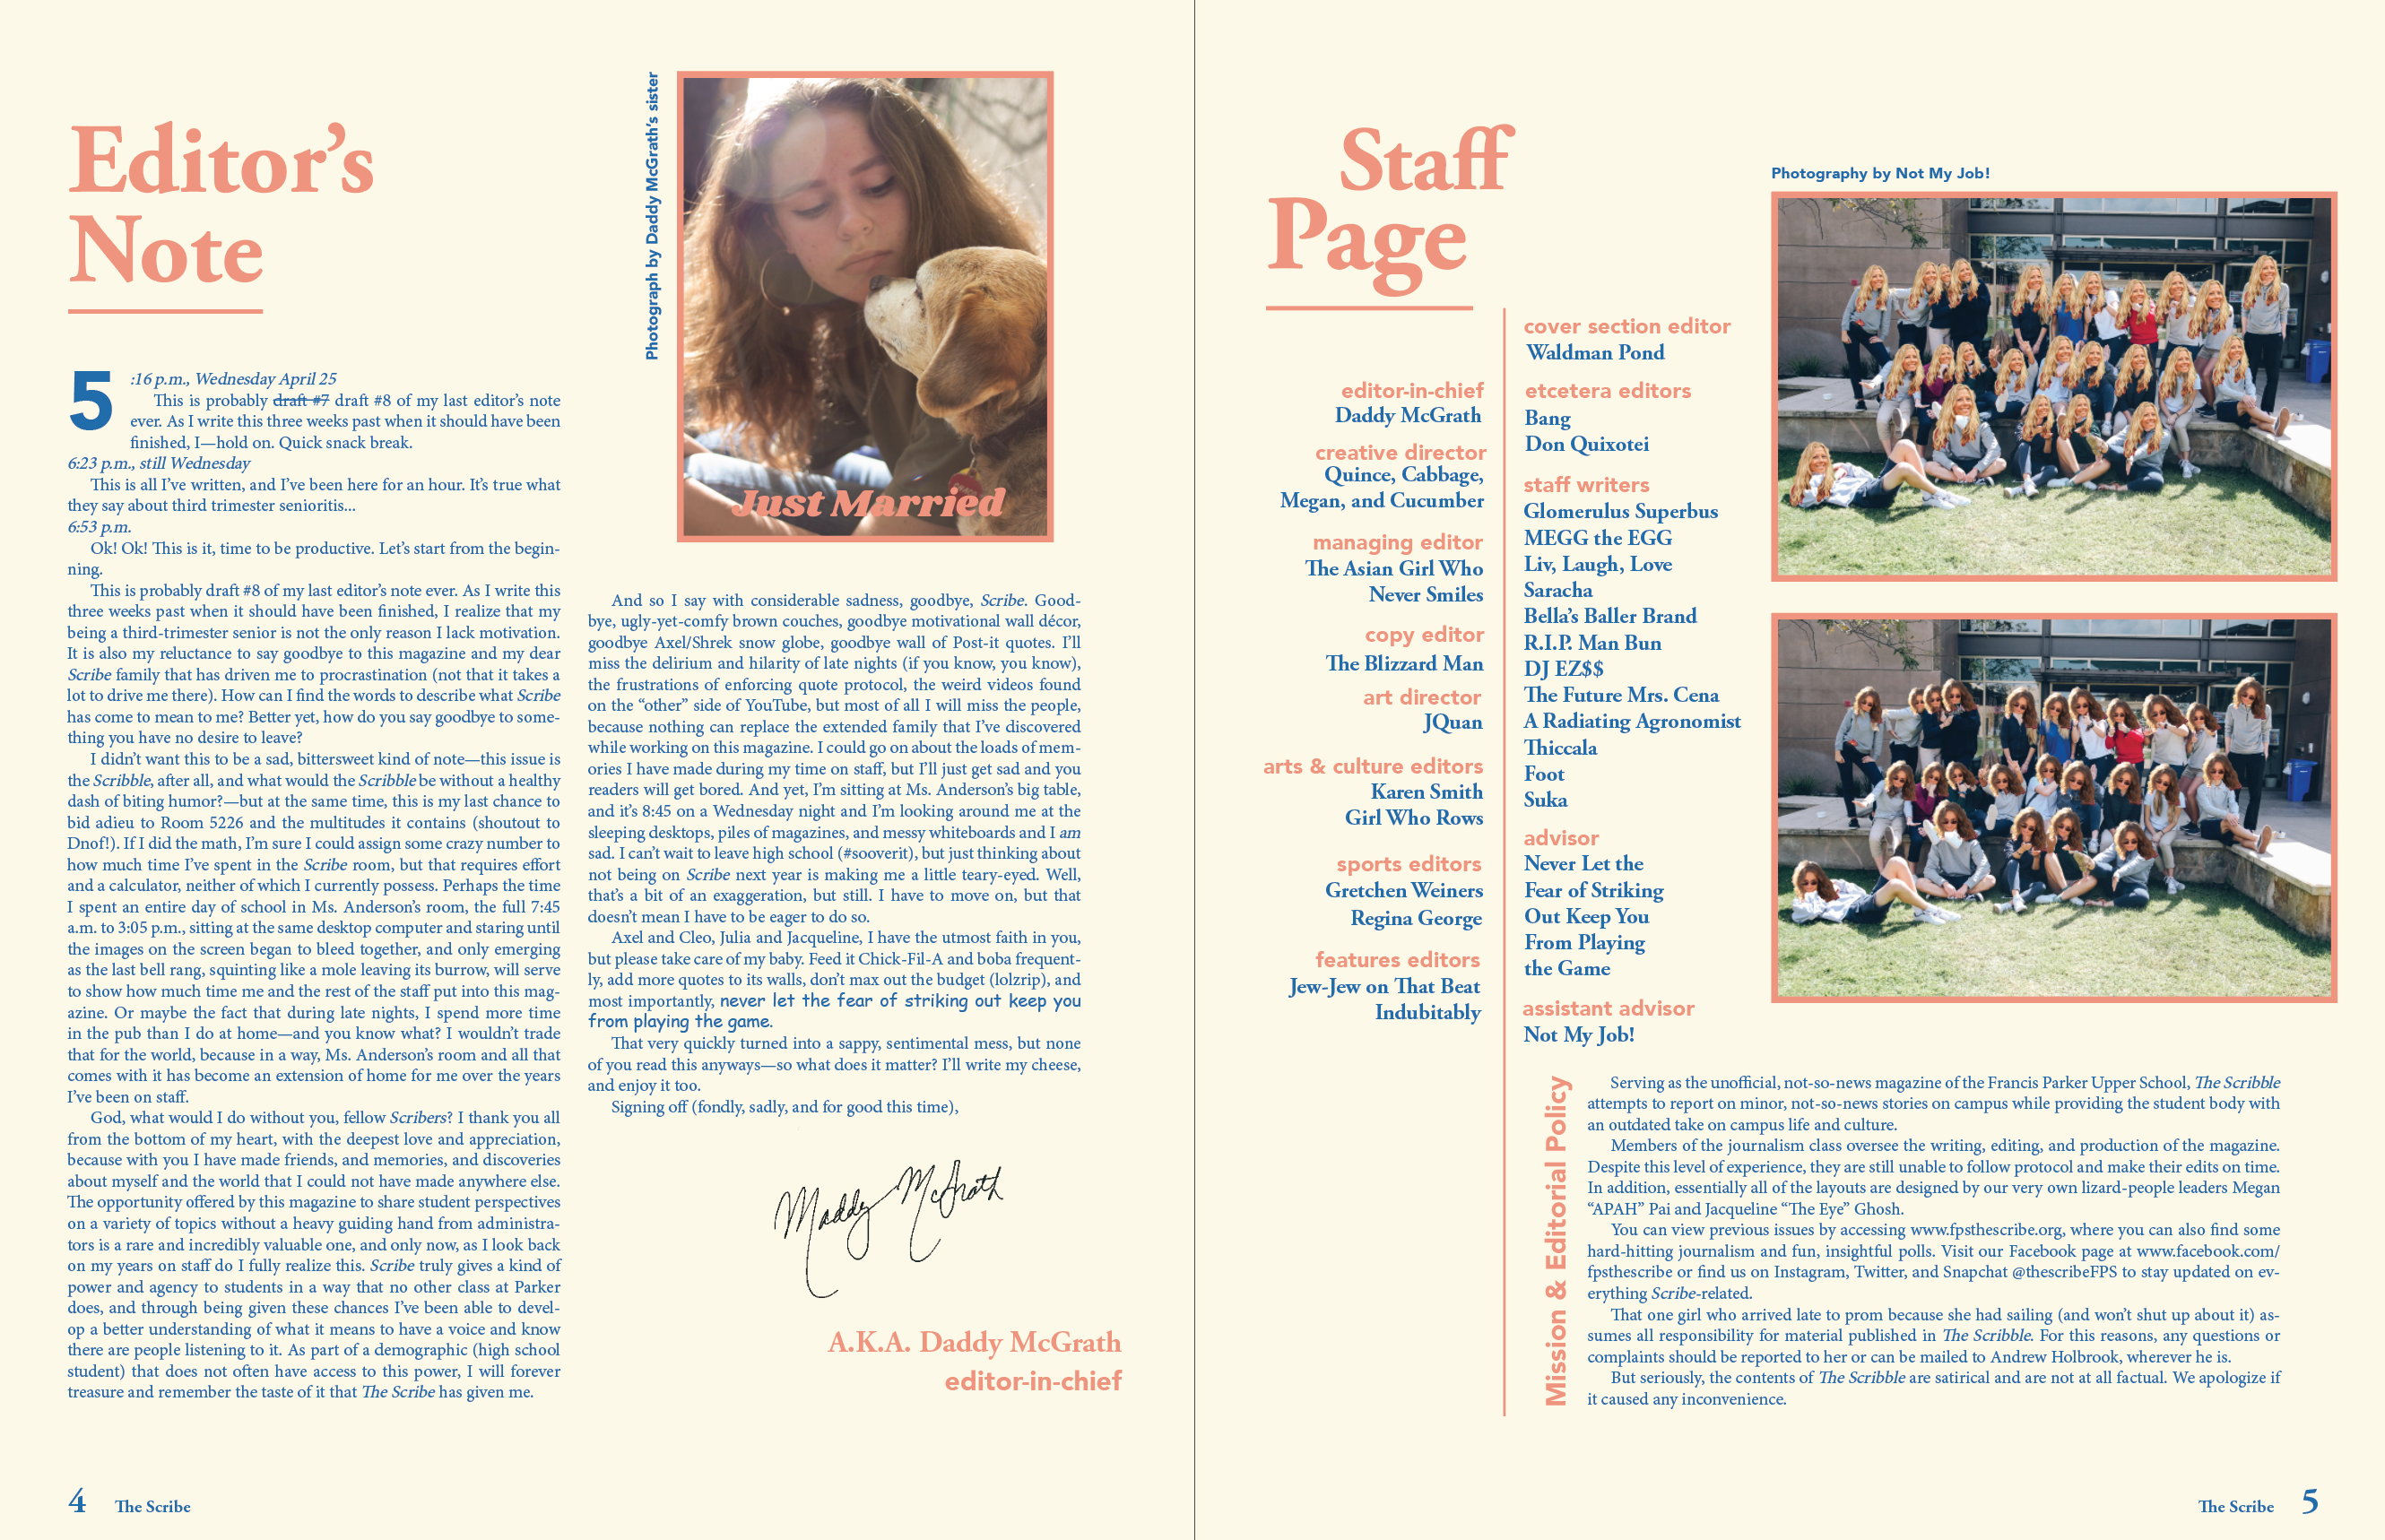 Editor's
Note
5
:16 p.m., Wednesday April 25
This is probably draft #7 draft #8 of my last editor's note
ever. As I write this three weeks past when it should have been
finished, I—hold on. Quick snack break.
6:23 p.m., still Wednesday
This is all I've written, and I've been here for an hour. It's true what
they say about third trimester senioritis...
6:53 p.m.
Ok! Ok! This is it, time to be productive. Let's start from the begin-
ning.
This is probably draft #8 of my last editor's note ever. As I write this
three weeks past when it should have been finished, I realize that my
being a third-trimester senior is not the only reason I lack motivation.
It is also my reluctance to say goodbye to this magazine and my dear
Scribe family that has driven me to procrastination (not that it takes a
lot to drive me there). How can I find the words to describe what Scribe
has come to mean to me? Better yet, how do you say goodbye to some-
thing you have no desire to leave?
I didn't want this to be a sad, bittersweet kind of note—this issue is
the Scribble, after all, and what would the Scribble be without a healthy
dash of biting humor?—but at the same time, this is my last chance to
bid adieu to Room 5226 and the multitudes it contains (shoutout to
Dnof!). If I did the math, I'm sure I could assign some crazy number to
how much time I've spent in the Scribe room, but that requires effort
and a calculator, neither of which I currently possess. Perhaps the time
I spent an entire day of school in Ms. Anderson's room, the full 7:45
a.m. to 3:05 p.m., sitting at the same desktop computer and staring until
the images on the screen began to bleed together, and only emerging
as the last bell rang, squinting like a mole leaving its burrow, will serve
to show how much time me and the rest of the staff put into this mag-
azine. Or maybe the fact that during late nights, I spend more time
in the pub than I do at home—and you know what? I wouldn't trade
that for the world, because in a way, Ms. Anderson's room and all that
comes with it has become an extension of home for me over the years
I've been on staff.
God, what would I do without you, fellow Scribers? I thank you all
from the bottom of my heart, with the deepest love and appreciation,
because with you I have made friends, and memories, and discoveries
about myself and the world that I could not have made anywhere else.
The opportunity offered by this magazine to share student perspectives
on a variety of topics without a heavy guiding hand from administra-
tors is a rare and incredibly valuable one, and only now, as I look back
on my years on staff do I fully realize this. Scribe truly gives a kind of
power and agency to students in a way that no other class at Parker
does, and through being given these chances I've been able to devel-
op a better understanding of what it means to have a voice and know
there are people listening to it. As part of a demographic (high school
student) that does not often have access to this power, I will forever
treasure and remember the taste of it that The Scribe has given me.
Photograph by Daddy McGrath's sister
Just Married
And so I say with considerable sadness, goodbye, Scribe. Good-
bye, ugly-yet-comfy brown couches, goodbye motivational wall décor,
goodbye Axel/Shrek snow globe, goodbye wall of Post-it quotes. I'll
miss the delirium and hilarity of late nights (if you know, you know),
the frustrations of enforcing quote protocol, the weird videos found
on the "other" side of YouTube, but most of all I will miss the people,
because nothing can replace the extended family that I've discovered
while working on this magazine. I could go on about the loads of mem-
ories I have made during my time on staff, but I'll just get sad and you
readers will get bored. And yet, I'm sitting at Ms. Anderson's big table,
and it's 8:45 on a Wednesday night and I'm looking around me at the
sleeping desktops, piles of magazines, and messy whiteboards and I am
sad. I can't wait to leave high school (#sooverit), but just thinking about
not being on Scribe next year is making me a little teary-eyed. Well,
that's a bit of an exaggeration, but still. I have to move on, but that
doesn't mean I have to be eager to do so.
Axel and Cleo, Julia and Jacqueline, I have the utmost faith in you,
but please take care of my baby. Feed it Chick-Fil-A and boba frequent-
ly, add more quotes to its walls, don't max out the budget (lolzrip), and
most importantly, never let the fear of striking out keep you
from playing the game.
That very quickly turned into a sappy, sentimental mess, but none
of you read this anyways—so what does it matter? I'll write my cheese,
and enjoy it too.
Signing off (fondly, sadly, and for good this time),
Maddy McGrath
A.K.A. Daddy McGrath
editor-in-chief
4 The Scribe
Staff
Page
editor-in-chief
Daddy McGrath
creative director
Quince, Cabbage,
Megan, and Cucumber
managing editor
The Asian Girl Who
Never Smiles
copy editor
The Blizzard Man
art director
JQuan
arts & culture editors
Karen Smith
Girl Who Rows
sports editors
Gretchen Weiners
Regina George
features editors
Jew-Jew on That Beat
Indubitably
cover section editor
Waldman Pond
etcetera editors
Bang
Don Quixotei
staff writers
Glomerulus Superbus
MEGG the EGG
Liv, Laugh, Love
Saracha
Bella's Baller Brand
R.I.P. Man Bun
DJ EZ$$
The Future Mrs. Cena
A Radiating Agronomist
Thiccala
Foot
Suka
advisor
Never Let the
Fear of Striking
Out Keep You
From Playing
the Game
assistant advisor
Not My Job!
Photography by Not My Job!
Mission & Editorial Policy
Serving as the unofficial, not-so-news magazine of the Francis Parker Upper School, The Scribble
attempts to report on minor, not-so-news stories on campus while providing the student body with
an outdated take on campus life and culture.
Members of the journalism class oversee the writing, editing, and production of the magazine.
Despite this level of experience, they are still unable to follow protocol and make their edits on time.
In addition, essentially all of the layouts are designed by our very own lizard-people leaders Megan
"APAH" Pai and Jacqueline "The Eye" Ghosh.
You can view previous issues by accessing www.fpsthescribe.org, where you can also find some
hard-hitting journalism and fun, insightful polls. Visit our Facebook page at www.facebook.com/
fpsthescribe or find us on Instagram, Twitter, and Snapchat @thescribeFPS to stay updated on ev-
erything Scribe-related.
That one girl who arrived late to prom because she had sailing (and won't shut up about it) as-
sumes all responsibility for material published in The Scribble. For this reasons, any questions or
complaints should be reported to her or can be mailed to Andrew Holbrook, wherever he is.
But seriously, the contents of The Scribble are satirical and are not at all factual. We apologize if
it caused any inconvenience.
The Scribe 5